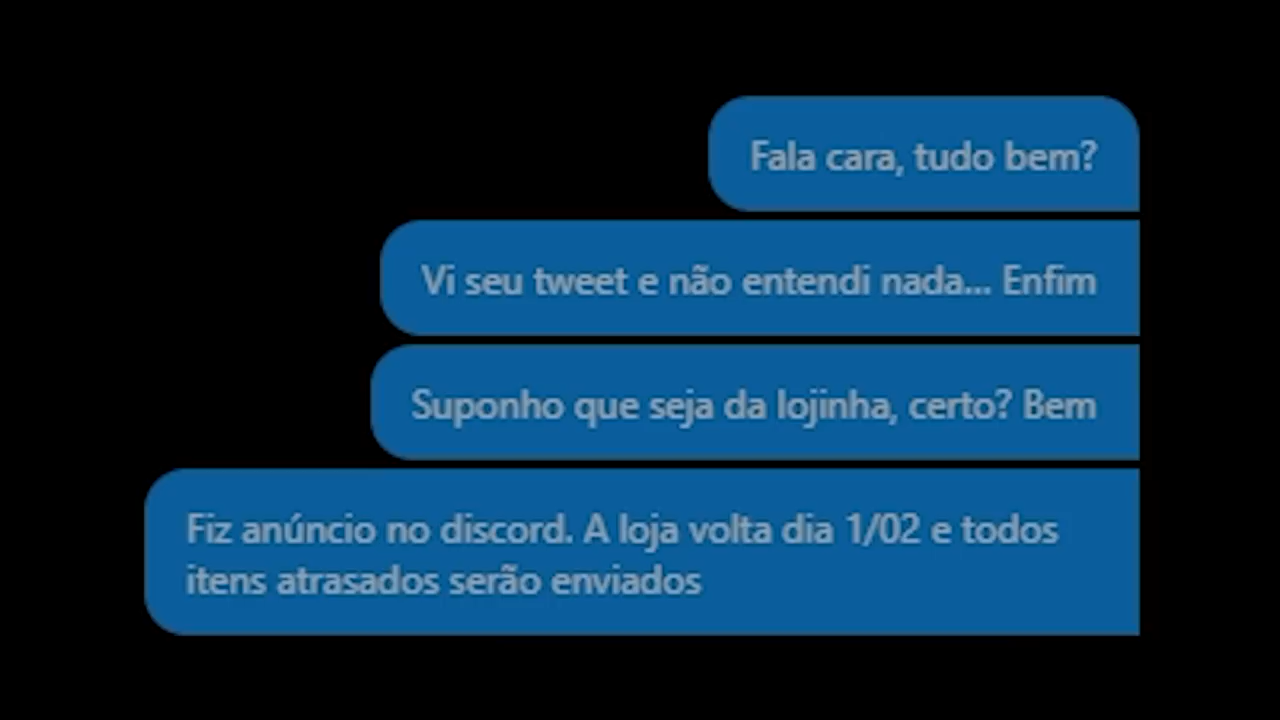 Fala cara, tudo bem?
Vi seu tweet e não entendi nada... Enfim
Suponho que seja da lojinha, certo? Bem
Fiz anúncio no discord. A loja volta dia 1/02 e todos
itens atrasados serão enviados